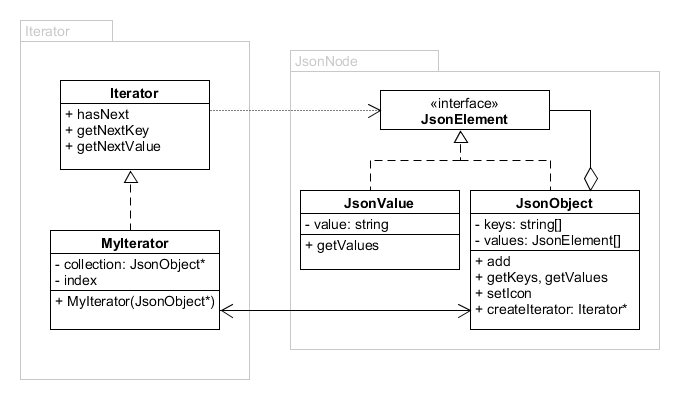 Iterator
JsonNode
Iterator
+ hasNext
+ getNextKey
+ getNextValue
«interface»
JsonElement
JsonValue
- value: string
+ getValues
JsonObject
- keys: string[]
- values: JsonElement[]
+ add
+ getKeys, getValues
+ setIcon
+ createIterator: Iterator*
MyIterator
- collection: JsonObject*
- index
+ MyIterator(JsonObject*)